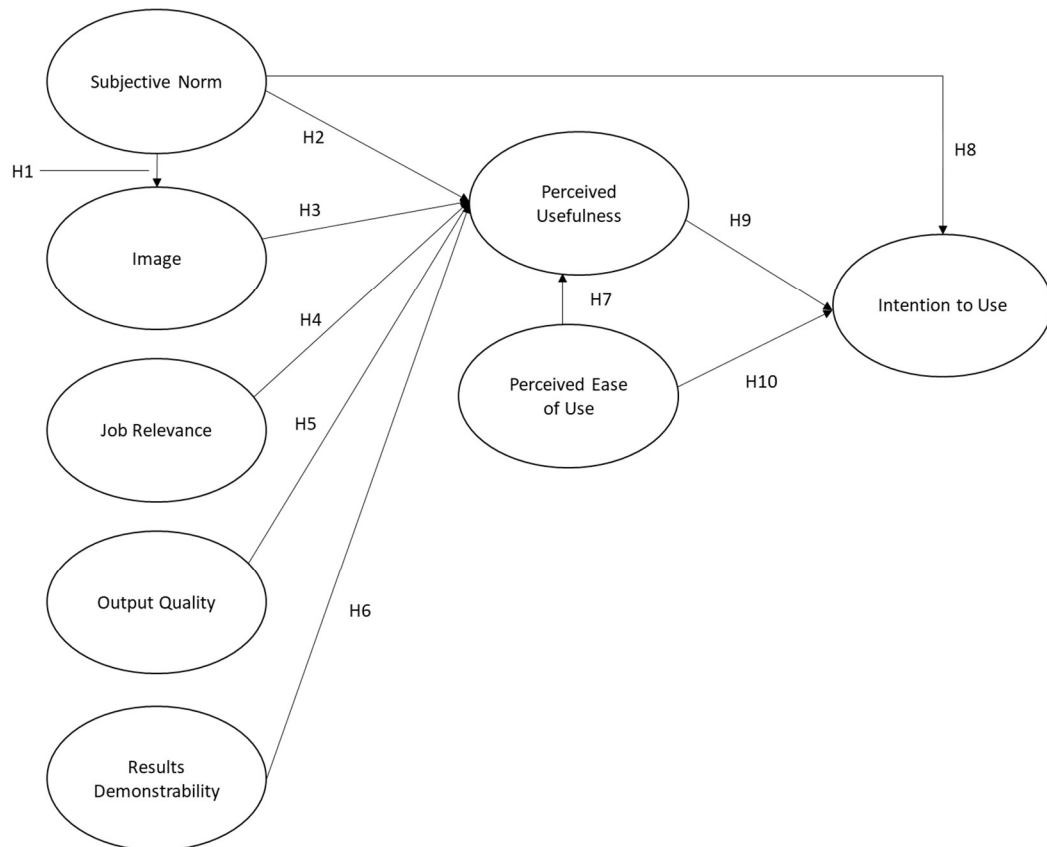 Subjective Norm
H1
H2
Image
H3
Job Relevance
H4
Output Quality
H5
Results
Demonstrability
H6
Perceived
Usefulness
H7
Perceived Ease
of Use
H8
H9
H10
Intention to Use